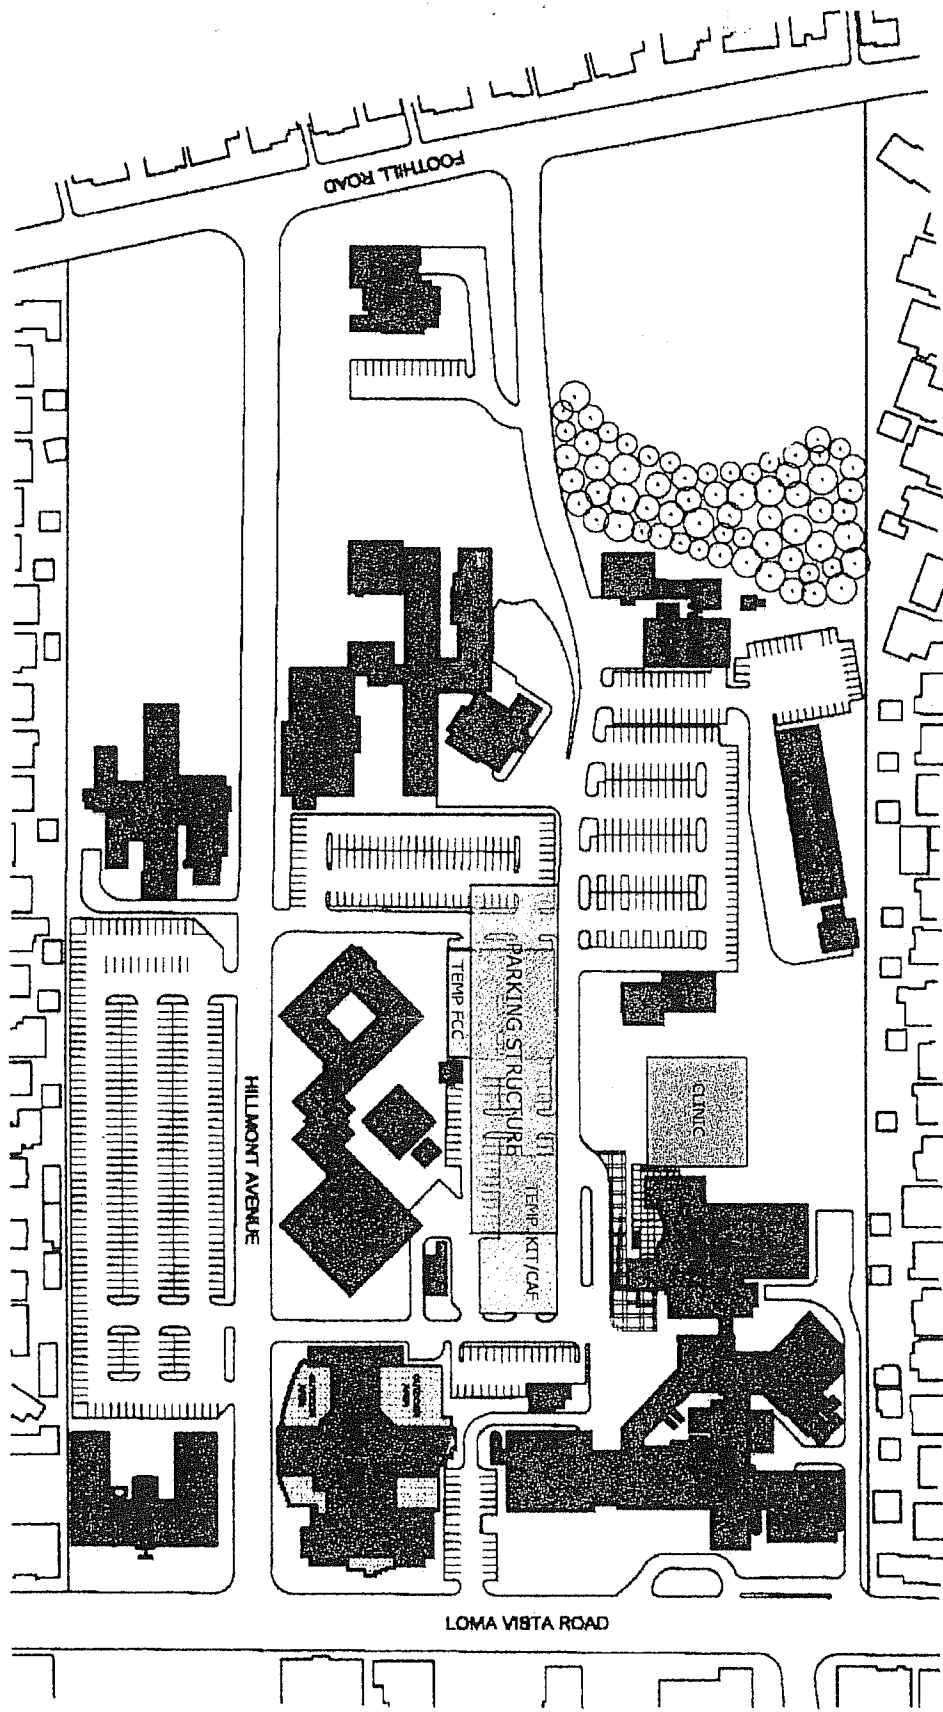 FOOTHILL ROAD
PARKING STRUCTURE
TEMP FCC
CLINIC
HILLMONT AVENUE
TEMP KIT/CAF
LOMA VISTA ROAD